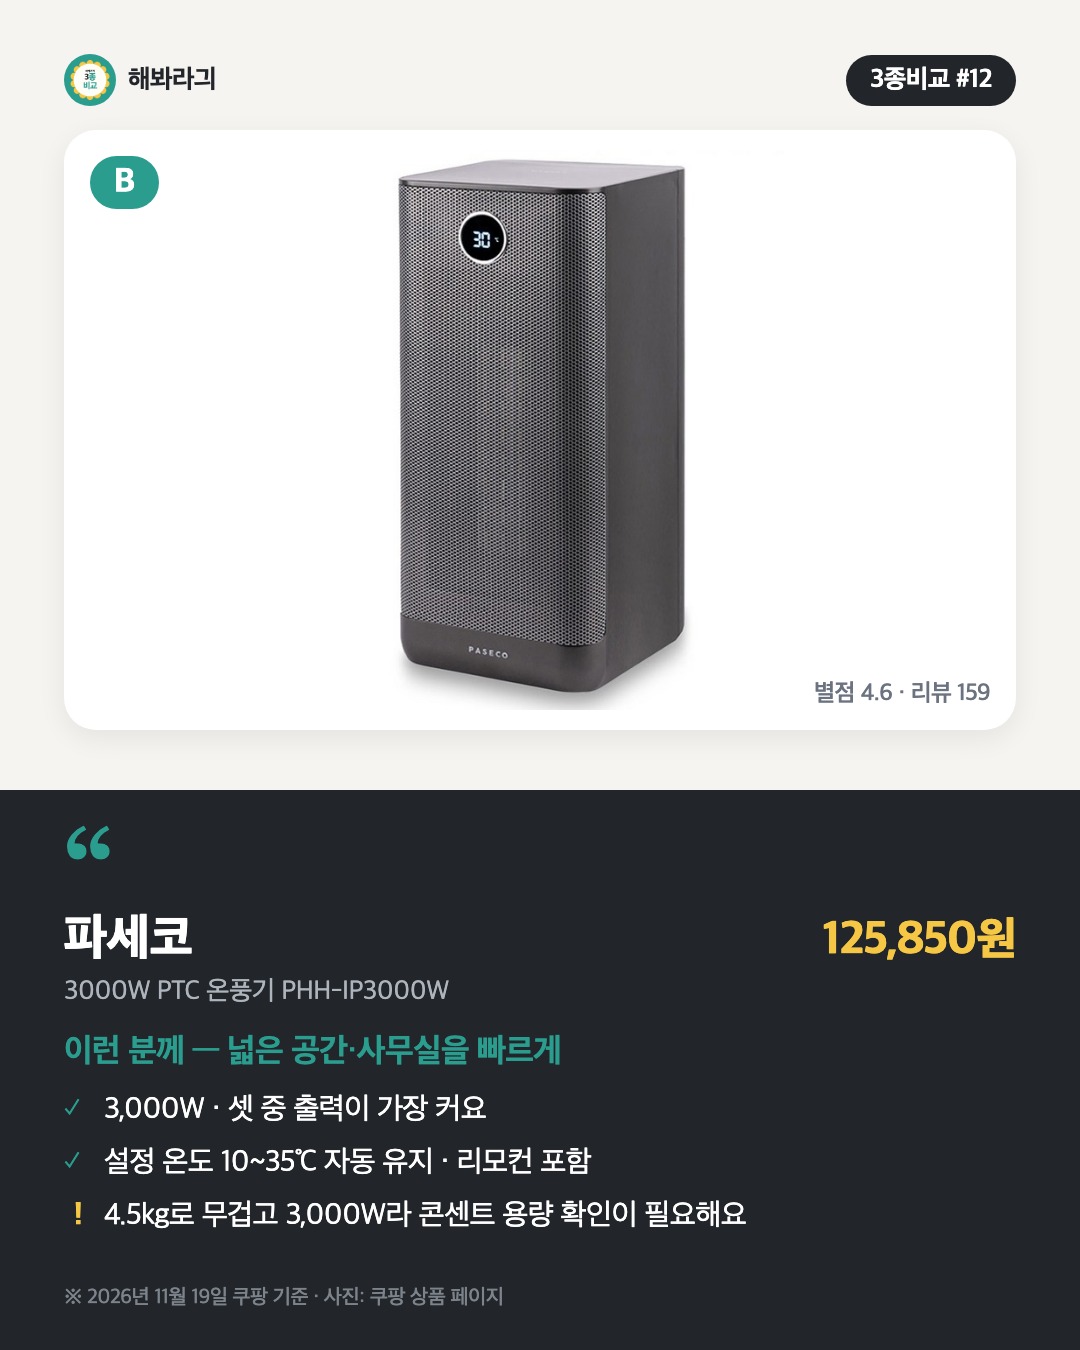 3종
비교
해봐라긔
3종비교 #12
B
30 ℃
PASECO
별점 4.6 · 리뷰 159
“
파세코
125,850원
3000W PTC 온풍기 PHH-IP3000W
이런 분께 — 넓은 공간·사무실을 빠르게
✓ 3,000W · 셋 중 출력이 가장 커요
✓ 설정 온도 10~35℃ 자동 유지 · 리모컨 포함
! 4.5kg로 무겁고 3,000W라 콘센트 용량 확인이 필요해요
※ 2026년 11월 19일 쿠팡 기준 · 사진: 쿠팡 상품 페이지